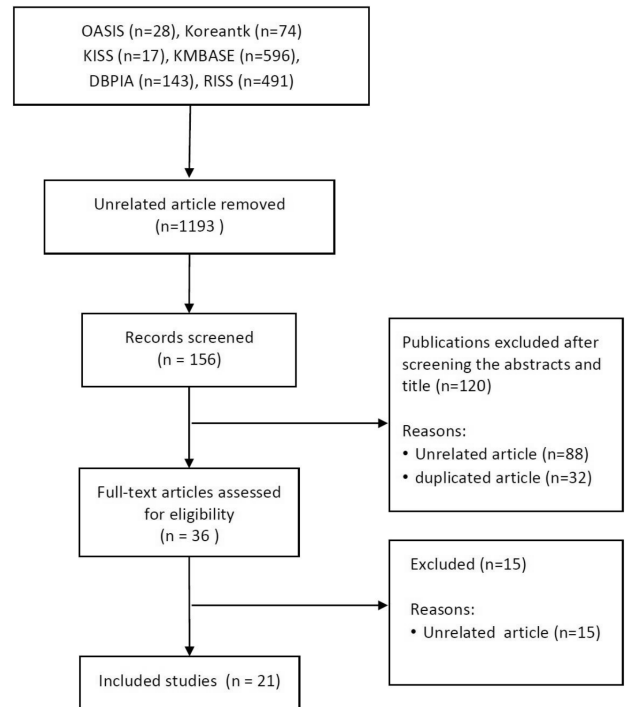 OASIS (n=28), Koreantk (n=74)
KISS (n=17), KMBASE (n=596),
DBPIA (n=143), RISS (n=491)
Unrelated article removed
(n=1193 )
Records screened
(n = 156)
Publications excluded after
screening the abstracts and
title (n=120)
Reasons:
• Unrelated article (n=88)
• duplicated article (n=32)
Full-text articles assessed
for eligibility
(n = 36 )
Excluded (n=15)
Reasons:
• Unrelated article (n=15)
Included studies (n = 21)